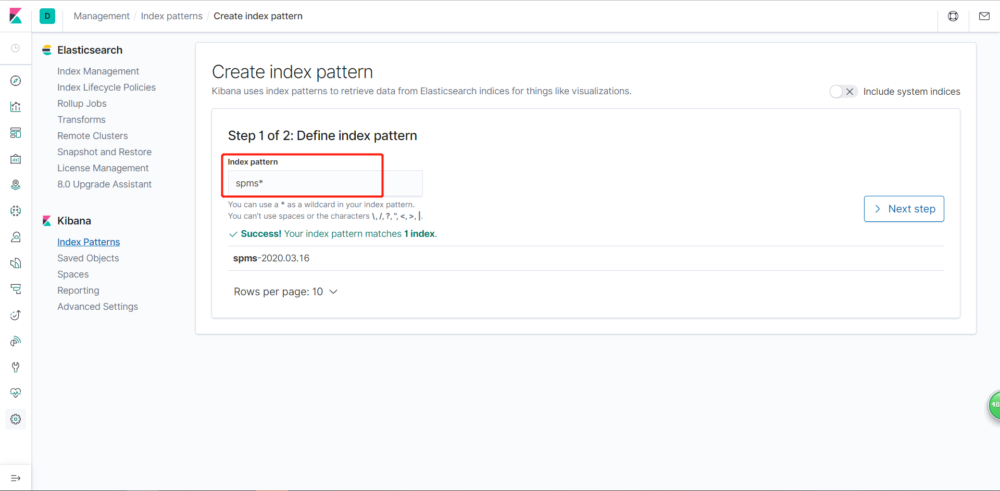 D Management / Index patterns / Create index pattern
Elasticsearch
Index Management
Index Lifecycle Policies
Rollup Jobs
Transforms
Remote Clusters
Snapshot and Restore
License Management
8.0 Upgrade Assistant
Kibana
Index Patterns
Saved Objects
Spaces
Reporting
Advanced Settings
Create index pattern
Kibana uses index patterns to retrieve data from Elasticsearch indices for things like visualizations.
Include system indices
Step 1 of 2: Define index pattern
Index pattern
spms*
You can use a * as a wildcard in your index pattern.
You can't use spaces or the characters \, /, ?, ", <, >, |.
Next step
Success! Your index pattern matches 1 index.
spms-2020.03.16
Rows per page: 10
48